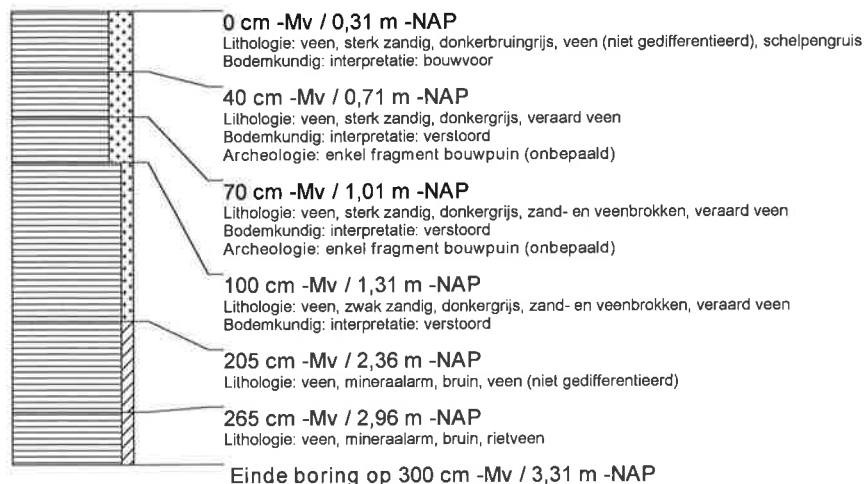 0 cm -Mv / 0,31 m -NAP
Lithologie: veen, sterk zandig, donkerbruingrijs, veen (niet gedifferentieerd), schelpengruis
Bodemkundig: interpretatie: bouwvoor
40 cm -Mv / 0,71 m -NAP
Lithologie: veen, sterk zandig, donkergrijs, veraard veen
Bodemkundig: interpretatie: verstoord
Archeologie: enkel fragment bouwpuin (onbepaald)
70 cm -Mv / 1,01 m -NAP
Lithologie: veen, sterk zandig, donkergrijs, zand- en veenbrokken, veraard veen
Bodemkundig: interpretatie: verstoord
Archeologie: enkel fragment bouwpuin (onbepaald)
100 cm -Mv / 1,31 m -NAP
Lithologie: veen, zwak zandig, donkergrijs, zand- en veenbrokken, veraard veen
Bodemkundig: interpretatie: verstoord
205 cm -Mv / 2,36 m -NAP
Lithologie: veen, mineraalarm, bruin, veen (niet gedifferentieerd)
265 cm -Mv / 2,96 m -NAP
Lithologie: veen, mineraalarm, bruin, rietveen
Einde boring op 300 cm -Mv / 3,31 m -NAP